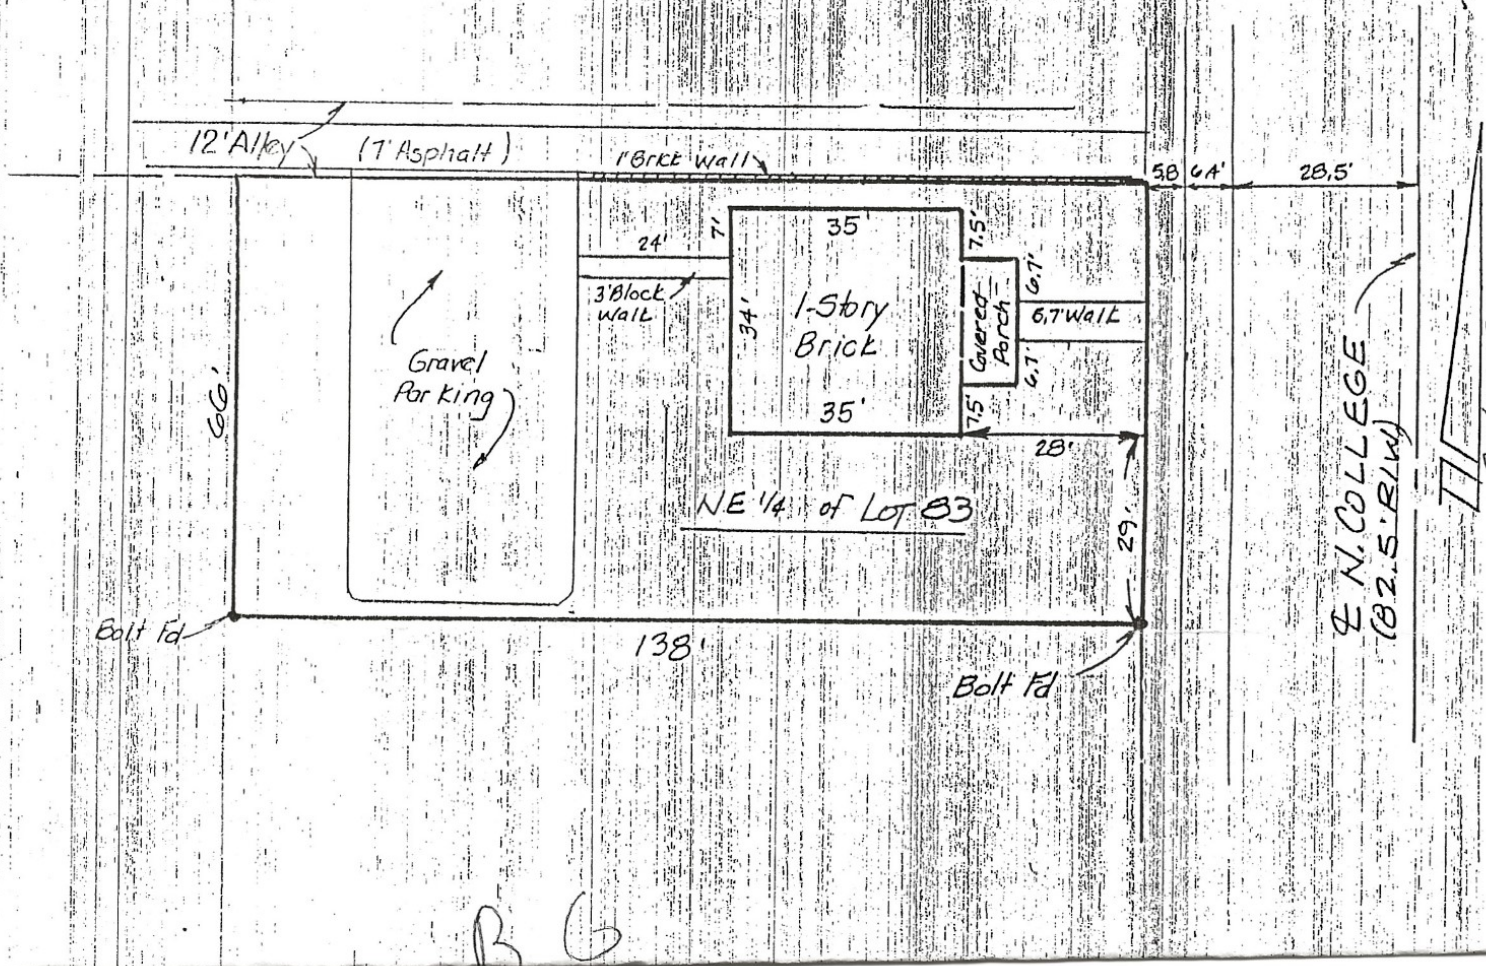 12' Alley (7' Asphalt)
1' Brick Wall
5.8 6.4' 28.5'
35'
7'
7.5'
24'
3' Block
Walk
34'
1-Story
Brick
Covered
Porch
6.7'
6.7' Walk
6.7'
Gravel
Parking
66'
35'
7.5'
28'
NE 1/4 of LOT 83
29'
Bolt Fd
138'
Bolt Fd
℄ N. COLLEGE
(82.5' R/W)
B 6